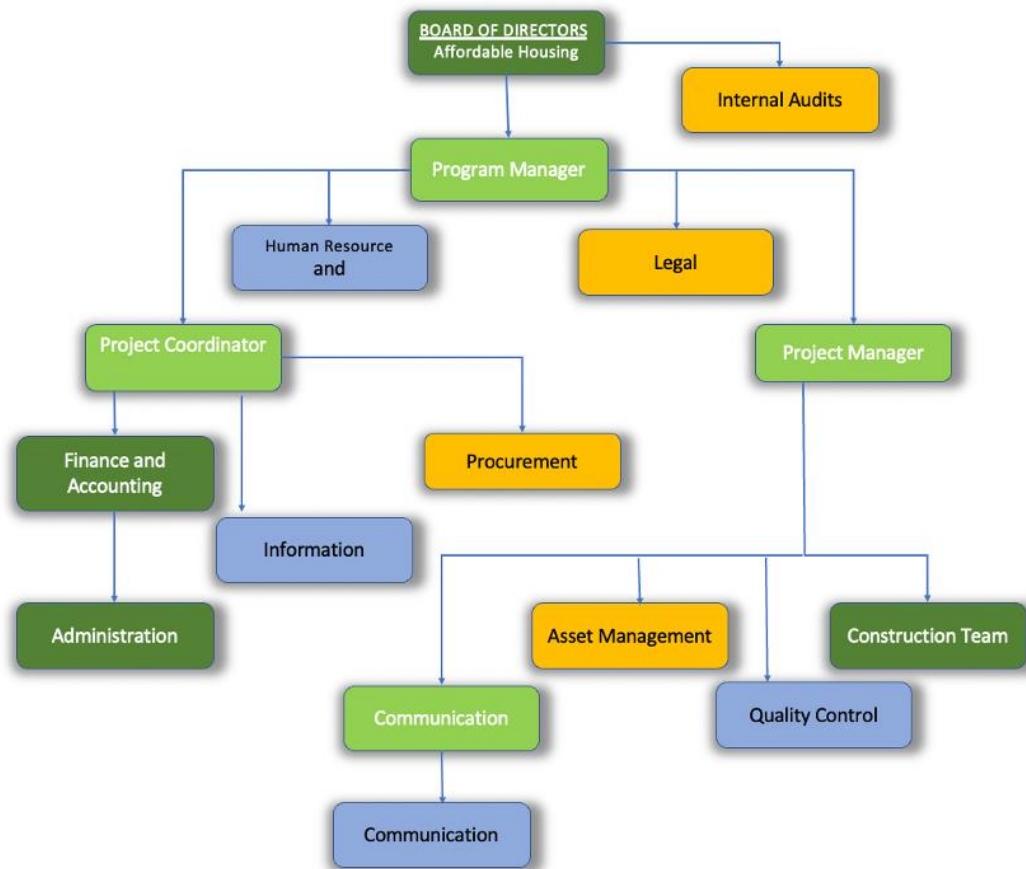 BOARD OF DIRECTORS
Affordable Housing
Internal Audits
Program Manager
Human Resource
and
Legal
Project Coordinator
Project Manager
Finance and
Accounting
Procurement
Information
Administration
Asset Management
Construction Team
Communication
Quality Control
Communication